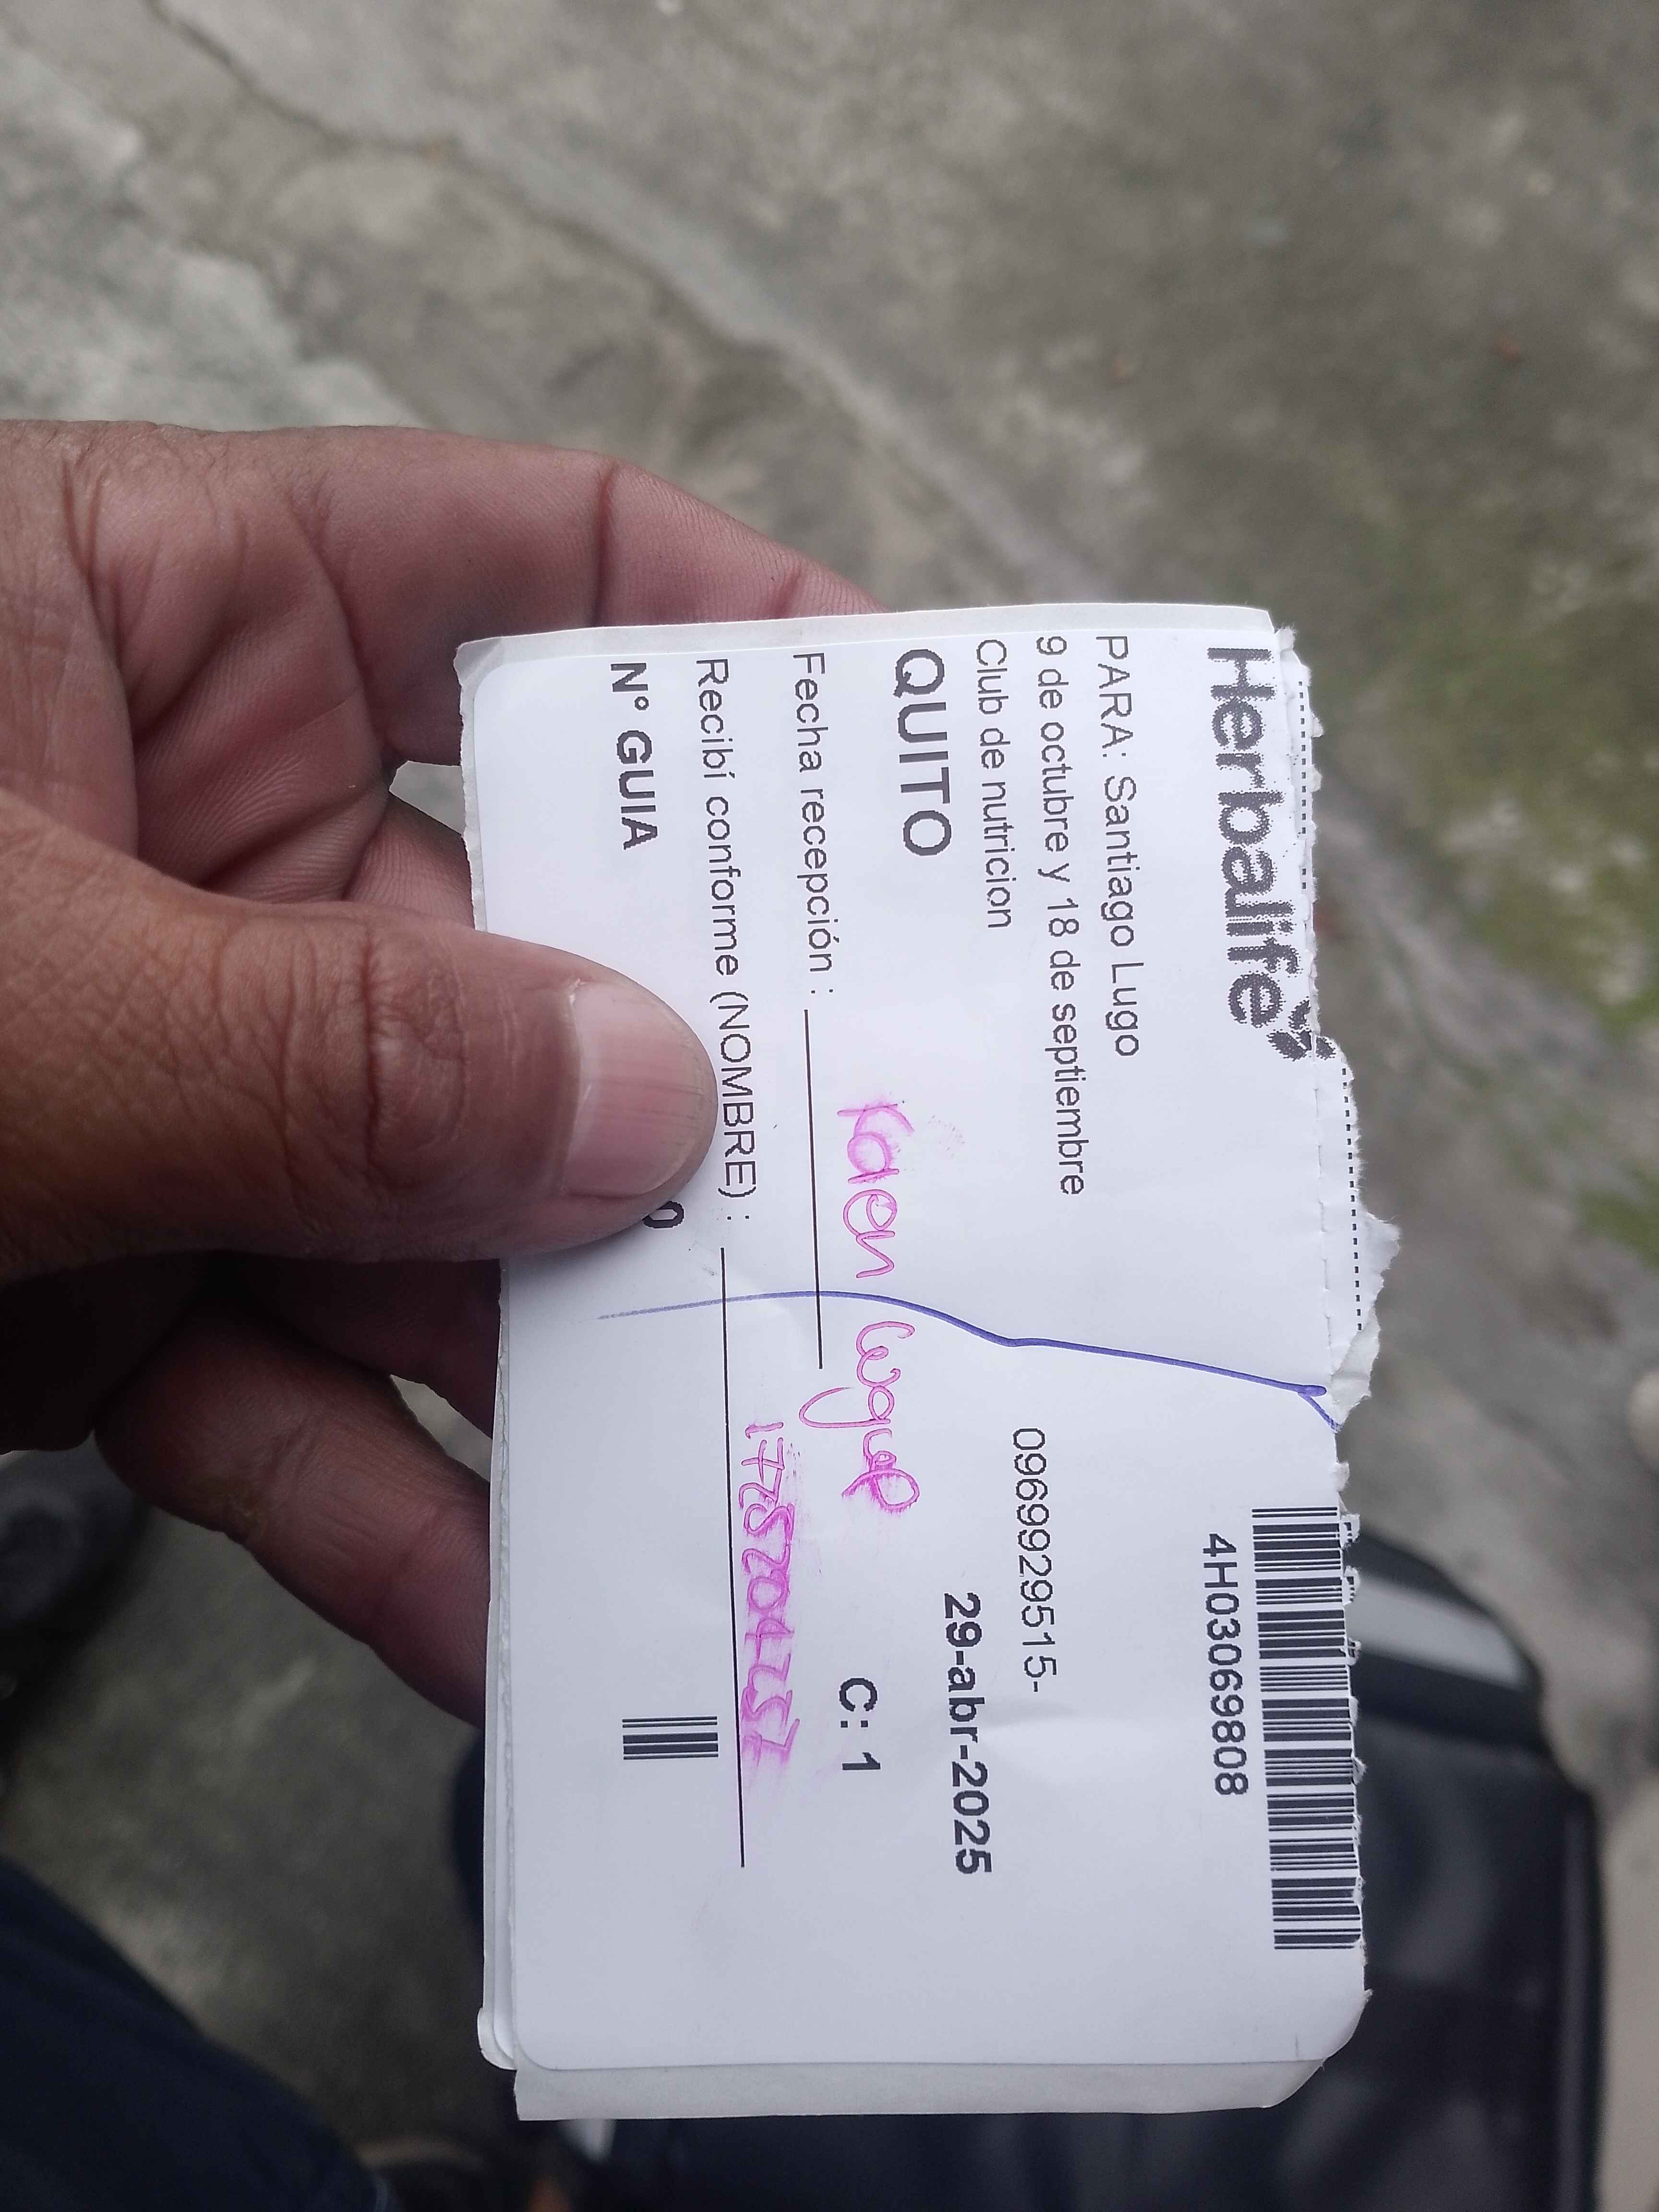 Herbalife
4H03069808
PARA: Santiago Lugo
9 de octubre y 18 de septiembre
Club de nutricion
0969929515-
QUITO
29-abr-2025
Fecha recepción :
C: 1
Recibí conforme (NOMBRE) :
N° GUIA